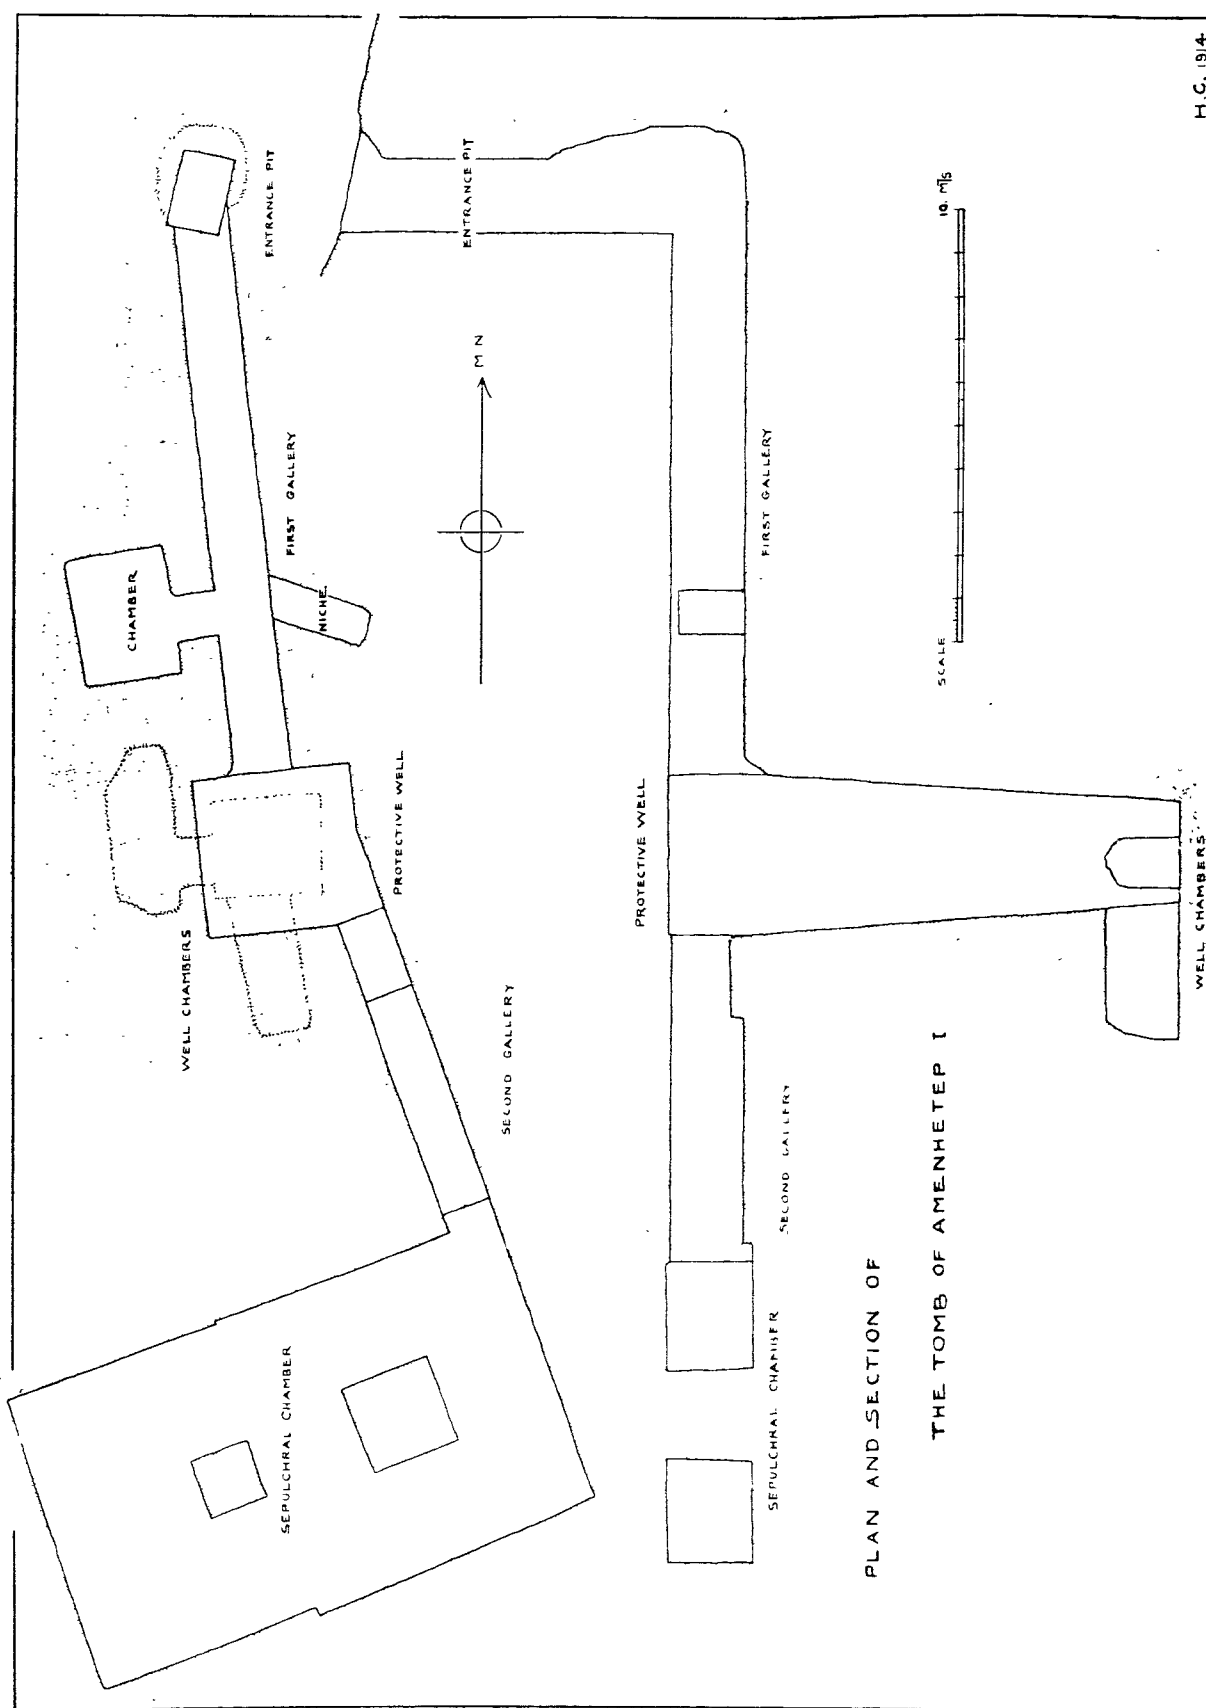 H.C. 1914.
ENTRANCE PIT
FIRST GALLERY
CHAMBER
NICHE.
PROTECTIVE WELL
WELL CHAMBERS
SECOND GALLERY
SEPULCHRAL CHAMBER
M N
ENTRANCE PIT
FIRST GALLERY
PROTECTIVE WELL
WELL CHAMBERS
SECOND GALLERY
SEPULCHRAL CHAMBER
SCALE
10. MTS
PLAN AND SECTION OF
THE TOMB OF AMENHETEP I